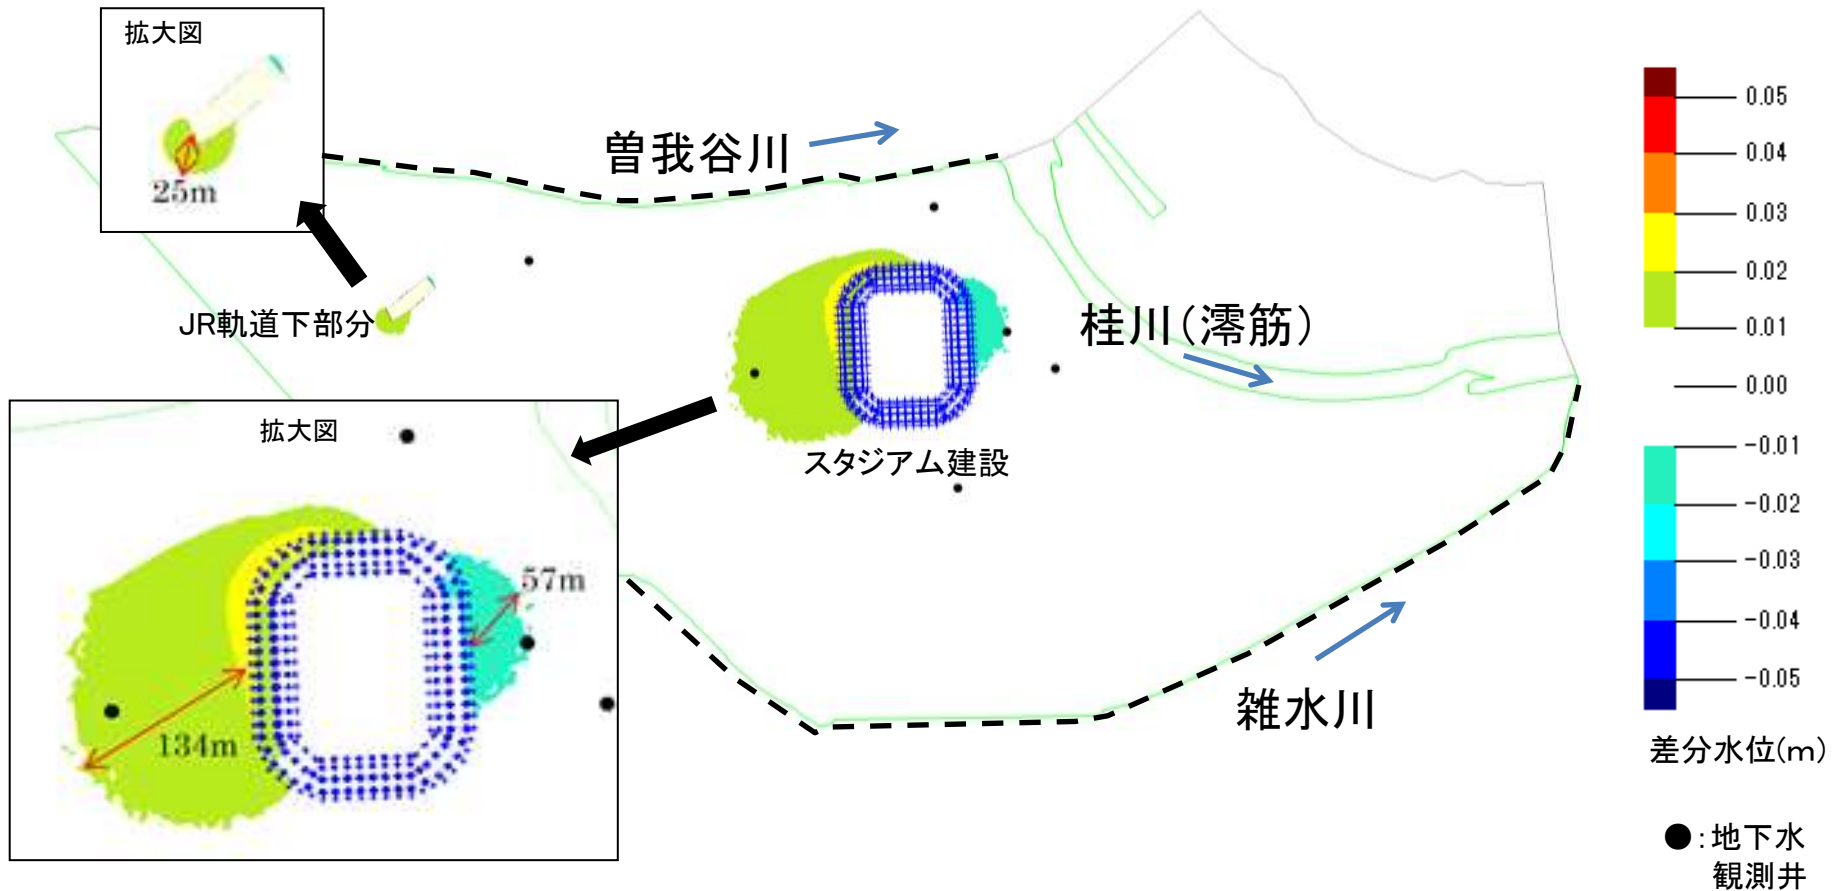 拡大図
25m
曽我谷川
JR軌道下部分
桂川(澪筋)
スタジアム建設
拡大図
57m
134m
雑水川
0.05
0.04
0.03
0.02
0.01
0.00
-0.01
-0.02
-0.03
-0.04
-0.05
差分水位(m)
●:地下水
観測井